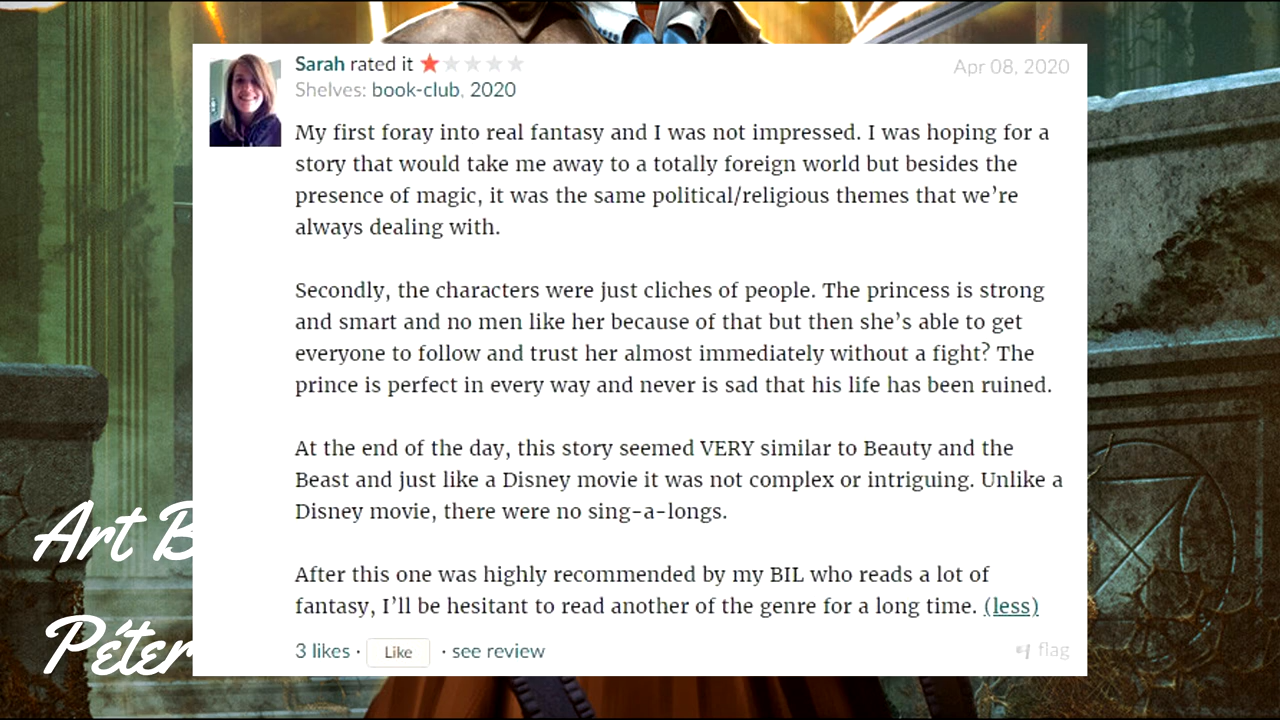 Sarah rated it
Apr 08, 2020
Shelves: book-club, 2020
My first foray into real fantasy and I was not impressed. I was hoping for a
story that would take me away to a totally foreign world but besides the
presence of magic, it was the same political/religious themes that we’re
always dealing with.
Secondly, the characters were just cliches of people. The princess is strong
and smart and no men like her because of that but then she’s able to get
everyone to follow and trust her almost immediately without a fight? The
prince is perfect in every way and never is sad that his life has been ruined.
At the end of the day, this story seemed VERY similar to Beauty and the
Beast and just like a Disney movie it was not complex or intriguing. Unlike a
Disney movie, there were no sing-a-longs.
After this one was highly recommended by my BIL who reads a lot of
fantasy, I’ll be hesitant to read another of the genre for a long time. (less)
3 likes · Like · see review
flag
Art B
Péter